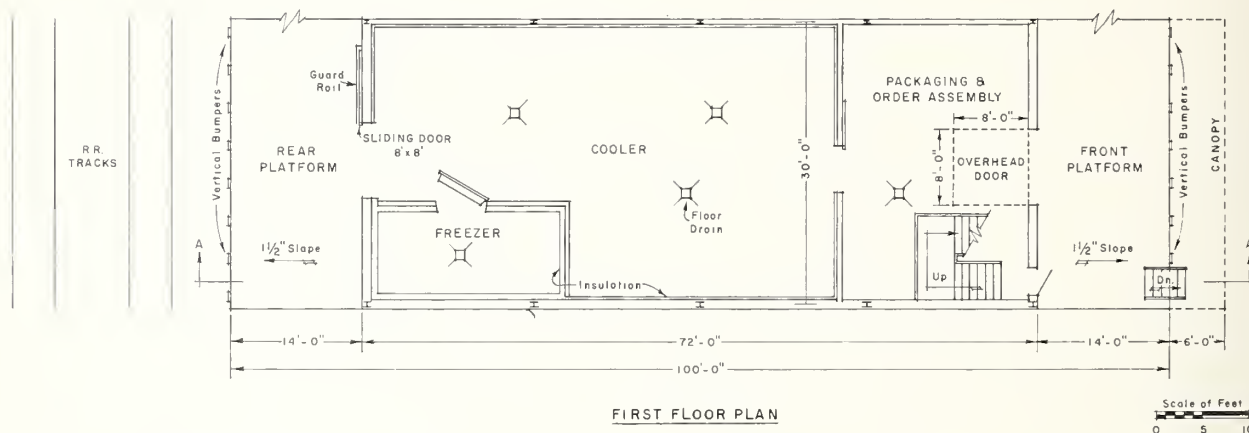 Vertical Bumpers
Guard
Rail
SLIDING DOOR
8'x8'
R.R.
TRACKS
REAR
PLATFORM
COOLER
30'-0"
PACKAGING &
ORDER ASSEMBLY
8'-0"
8'-0"
OVERHEAD
DOOR
FRONT
PLATFORM
Vertical Bumpers
CANOPY
Floor
Drain
FREEZER
A
1 1/2" Slope
Insulation
Up
1 1/2" Slope
Dn.
14'-0"
72'-0"
14'-0"
6'-0"
100'-0"
FIRST FLOOR PLAN
Scale of Feet
0 5 10